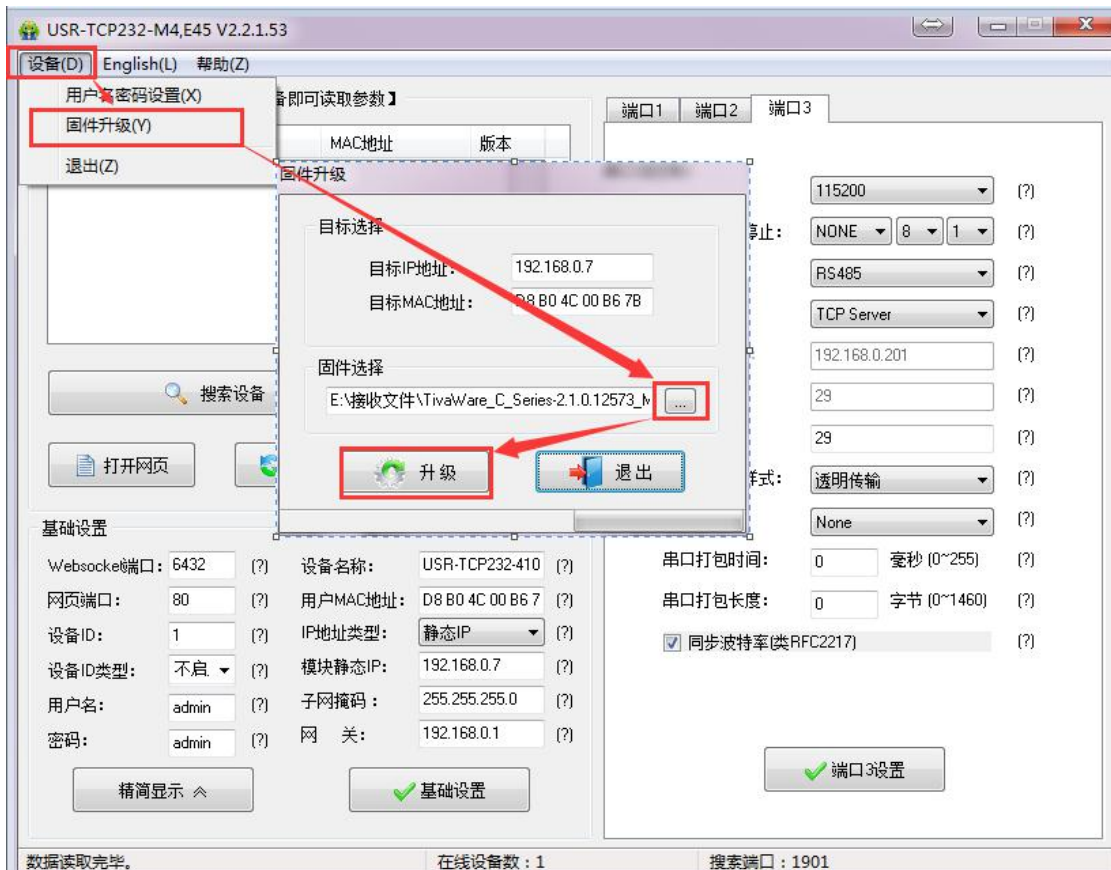 USR-TCP232-M4,E45 V2.2.1.53
设备(D) English(L) 帮助(Z)
用户名密码设置(X)
固件升级(Y)
退出(Z)
备即可读取参数】
MAC地址 版本
搜索设备
打开网页
固件升级
目标选择
目标IP地址: 192.168.0.7
目标MAC地址: D8 B0 4C 00 B6 7B
固件选择
E:\接收文件\TivaWare_C_Series-2.1.0.12573_M ...
升级 退出
基础设置
Websocket端口: 6432 (?) 设备名称: USR-TCP232-410 (?)
网页端口: 80 (?) 用户MAC地址: D8 B0 4C 00 B6 7 (?)
设备ID: 1 (?) IP地址类型: 静态IP (?)
设备ID类型: 不启. (?) 模块静态IP: 192.168.0.7 (?)
用户名: admin (?) 子网掩码: 255.255.255.0 (?)
密码: admin (?) 网 关: 192.168.0.1 (?)
精简显示 基础设置
端口1 端口2 端口3
115200 (?)
停止: NONE 8 1 (?)
RS485 (?)
TCP Server (?)
192.168.0.201 (?)
29 (?)
29 (?)
样式: 透明传输 (?)
None (?)
串口打包时间: 0 毫秒 (0~255) (?)
串口打包长度: 0 字节 (0~1460) (?)
同步波特率(类RFC2217) (?)
端口3设置
数据读取完毕。 在线设备数:1 搜索端口:1901